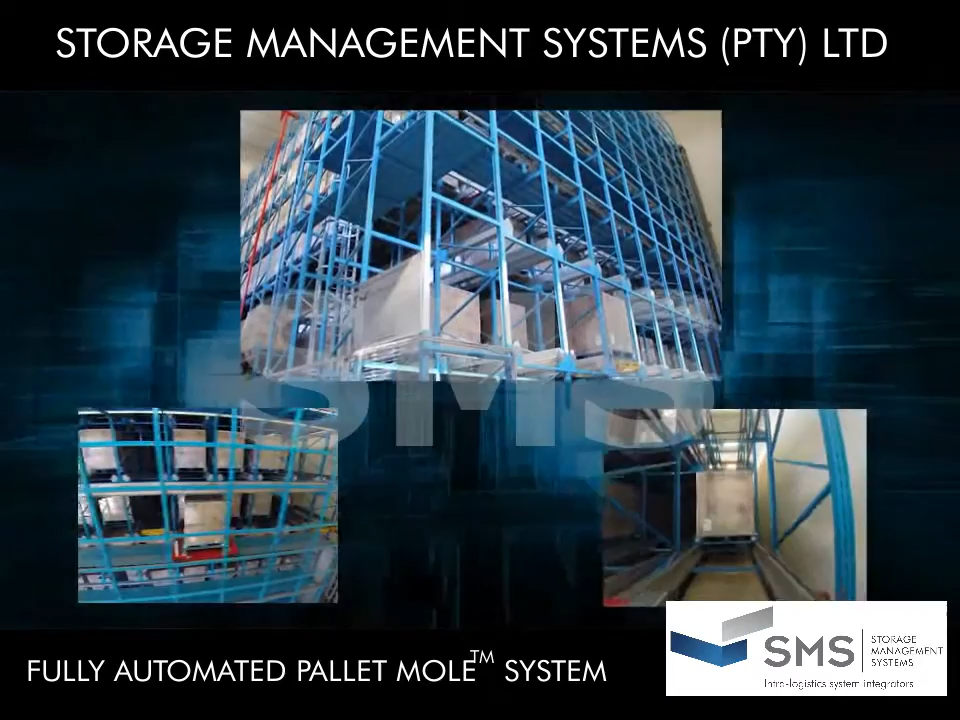 STORAGE MANAGEMENT SYSTEMS (PTY) LTD
SMS
FULLY AUTOMATED PALLET MOLE™ SYSTEM
SMS
STORAGE
MANAGEMENT
SYSTEMS
Intra-logistics system integrators